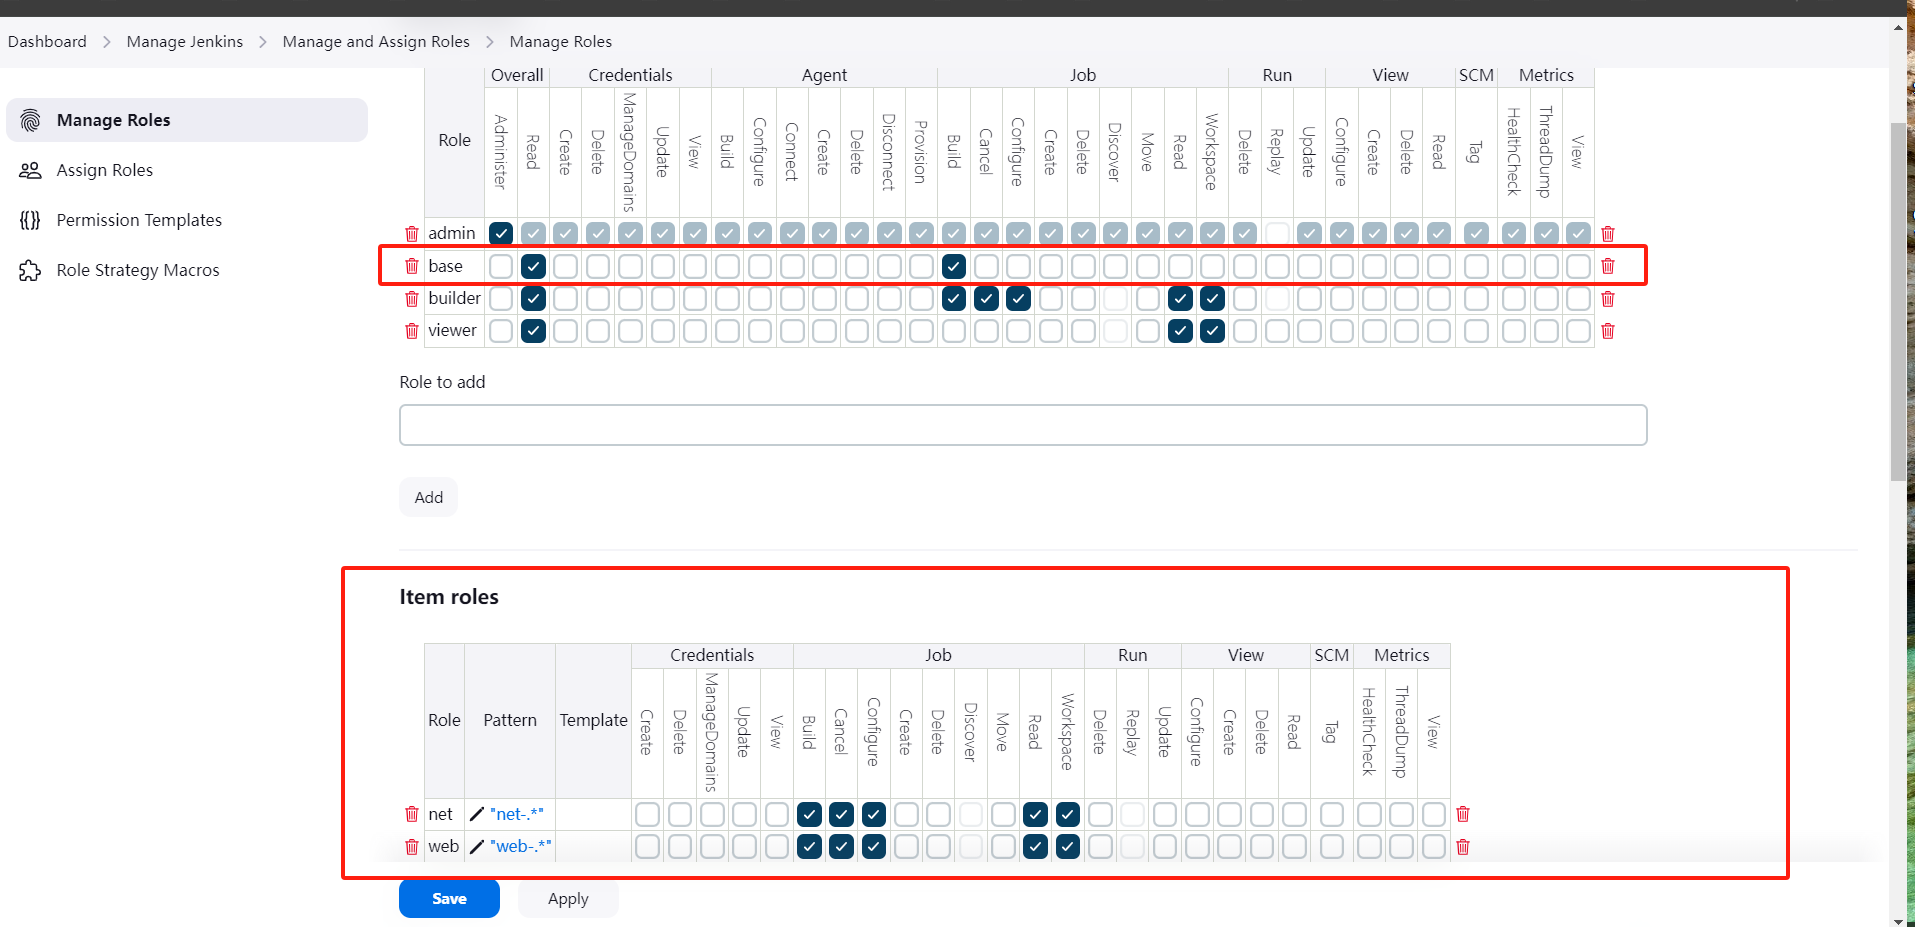 Dashboard > Manage Jenkins > Manage and Assign Roles > Manage Roles
Manage Roles
Assign Roles
Permission Templates
Role Strategy Macros
Overall Credentials Agent Job Run View SCM Metrics
Role Administer Read Create Delete ManageDomains Update View Build Configure Connect Create Delete Disconnect Provision Build Cancel Configure Create Delete Discover Move Read Workspace Delete Replay Update Configure Create Delete Read Tag HealthCheck ThreadDump View
admin
base
builder
viewer
Role to add
Add
Item roles
Credentials Job Run View SCM Metrics
Role Pattern Template Create Delete ManageDomains Update View Build Cancel Configure Create Delete Discover Move Read Workspace Delete Replay Update Configure Create Delete Read Tag HealthCheck ThreadDump View
net "net-.*"
web "web-.*"
Save Apply